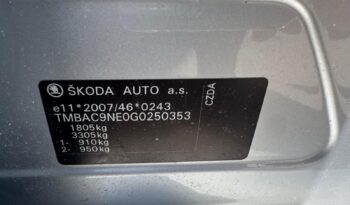 ŠKODA AUTO a.s.
e11*2007/46*0243
TMBAC9NE0G0250353
1805kg
3305kg
1- 910kg
2- 950kg
CZDA